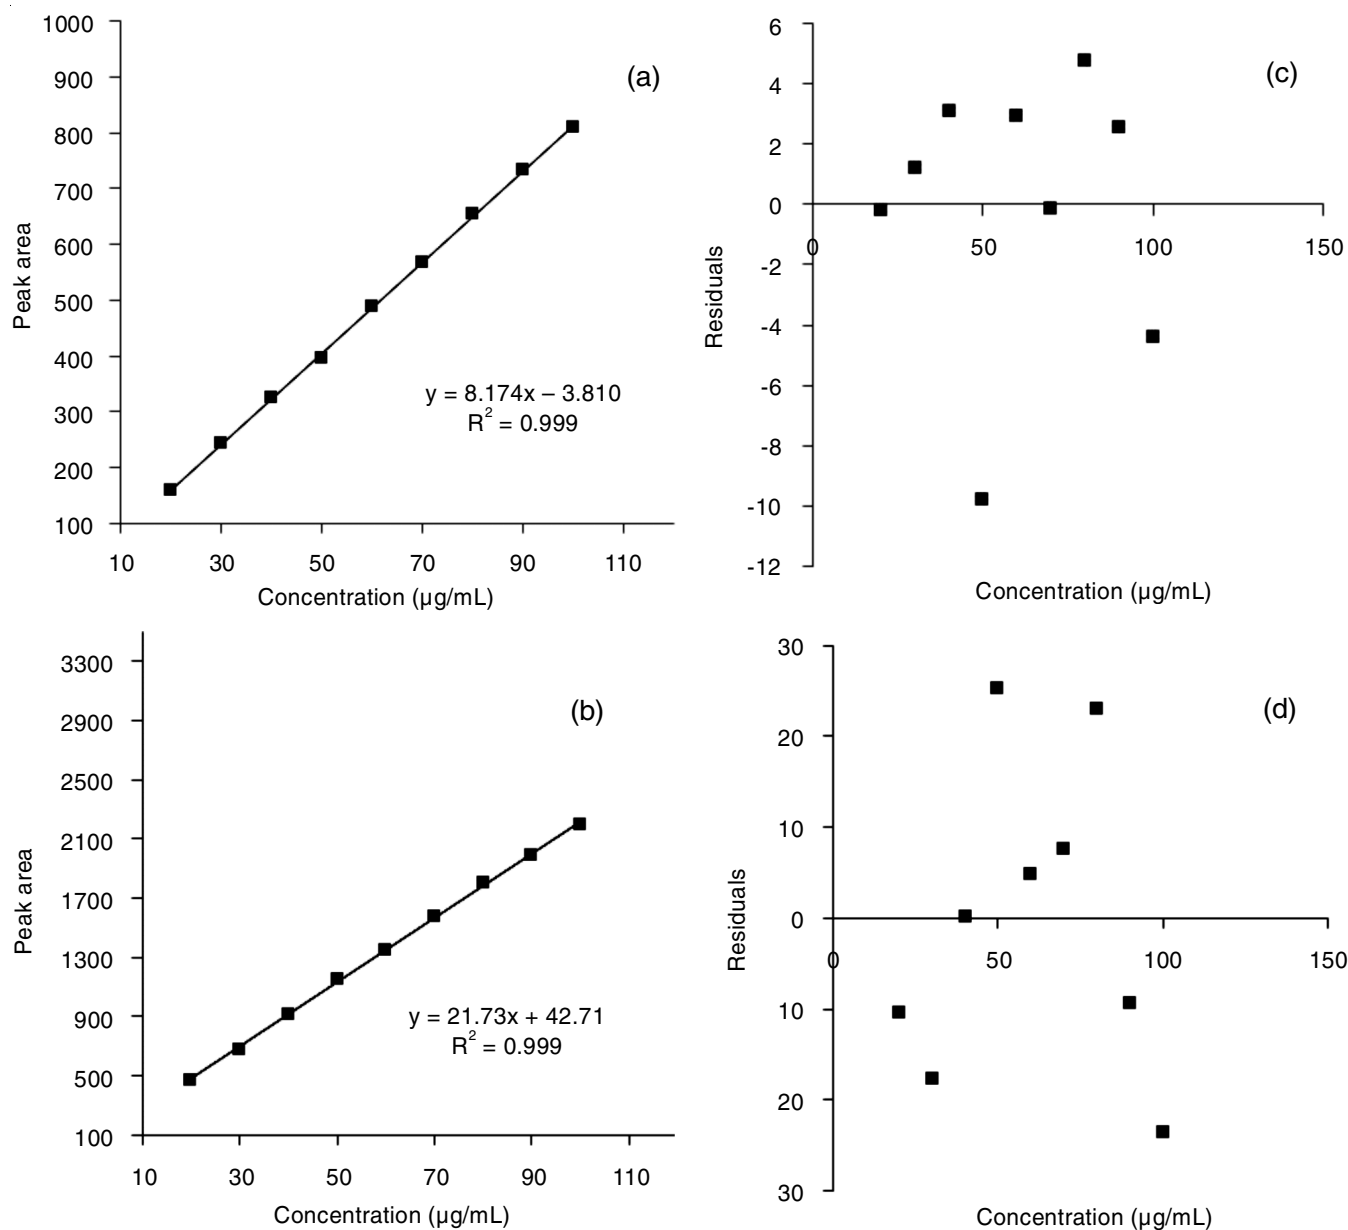 1000
900
800
700
600
500
400
300
200
100
Peak area
(a)
y = 8.174x – 3.810
R² = 0.999
10 30 50 70 90 110
Concentration (µg/mL)
6
4
2
0
-2
-4
-6
-8
-10
-12
Residuals
(c)
0 50 100 150
Concentration (µg/mL)
3300
2900
2500
2100
1700
1300
900
500
100
Peak area
(b)
y = 21.73x + 42.71
R² = 0.999
10 30 50 70 90 110
Concentration (µg/mL)
30
20
10
0
10
20
30
Residuals
(d)
0 50 100 150
Concentration (µg/mL)